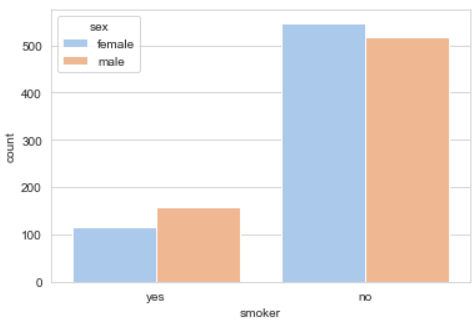 sex
female
male
500
400
300
200
100
0
count
yes
no
smoker